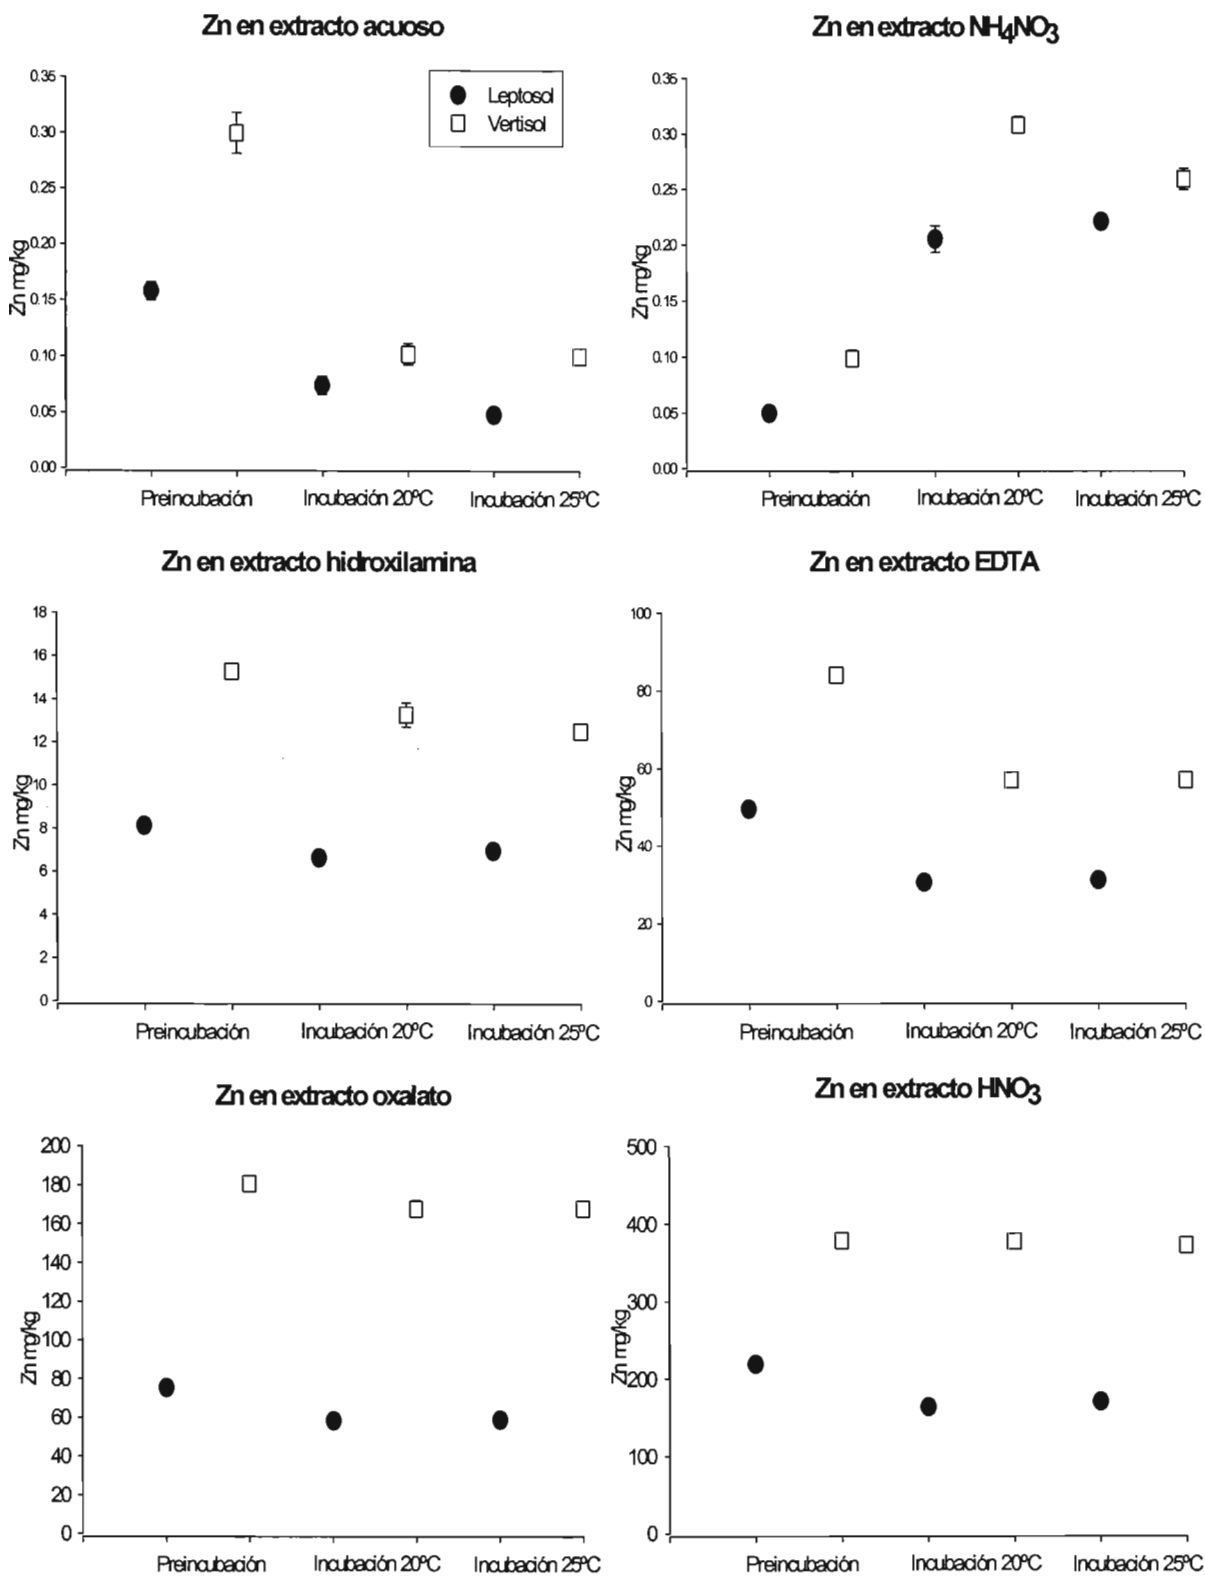 Zn en extracto acuoso
0.35
0.30
0.25
0.20
0.15
0.10
0.05
0.00
Zn mg/kg
Leptosol
Vertisol
Preincubación
Incubación 20ºC
Incubación 25ºC
Zn en extracto NH4NO3
0.35
0.30
0.25
0.20
0.15
0.10
0.05
0.00
Zn mg/kg
Preincubación
Incubación 20ºC
Incubación 25ºC
Zn en extracto hidroxilamina
18
16
14
12
10
8
6
4
2
0
Zn mg/kg
Preincubación
Incubación 20ºC
Incubación 25ºC
Zn en extracto EDTA
100
80
60
40
20
0
Zn mg/kg
Preincubación
Incubación 20ºC
Incubación 25ºC
Zn en extracto oxalato
200
180
160
140
120
100
80
60
40
20
0
Zn mg/kg
Preincubación
Incubación 20ºC
Incubación 25ºC
Zn en extracto HNO3
500
400
300
200
100
0
Zn mg/kg
Preincubación
Incubación 20ºC
Incubación 25ºC